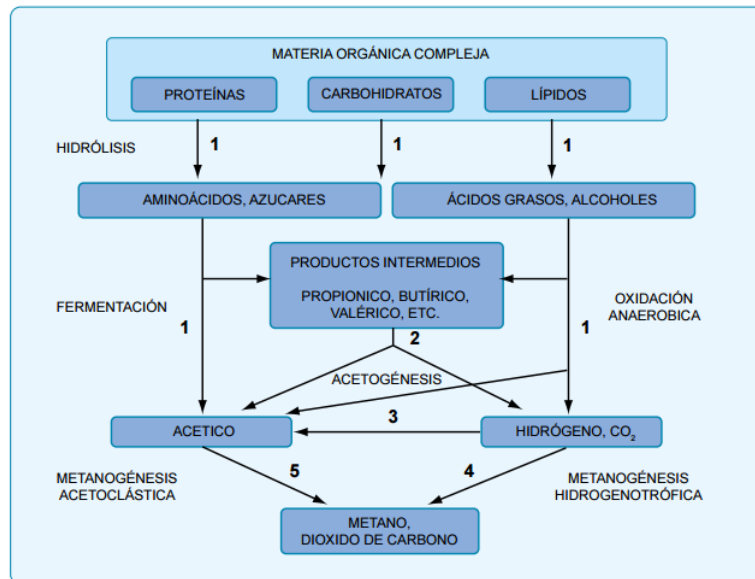 MATERIA ORGÁNICA COMPLEJA
PROTEÍNAS
CARBOHIDRATOS
LÍPIDOS
HIDRÓLISIS
1
1
1
AMINOÁCIDOS, AZUCARES
ÁCIDOS GRASOS, ALCOHOLES
PRODUCTOS INTERMEDIOS
PROPIONICO, BUTÍRICO,
VALÉRICO, ETC.
FERMENTACIÓN
1
1
OXIDACIÓN
ANAEROBICA
2
ACETOGÉNESIS
ACETICO
3
HIDRÓGENO, CO₂
METANOGÉNESIS
ACETOCLÁSTICA
5
4
METANOGÉNESIS
HIDROGENOTRÓFICA
METANO,
DIOXIDO DE CARBONO